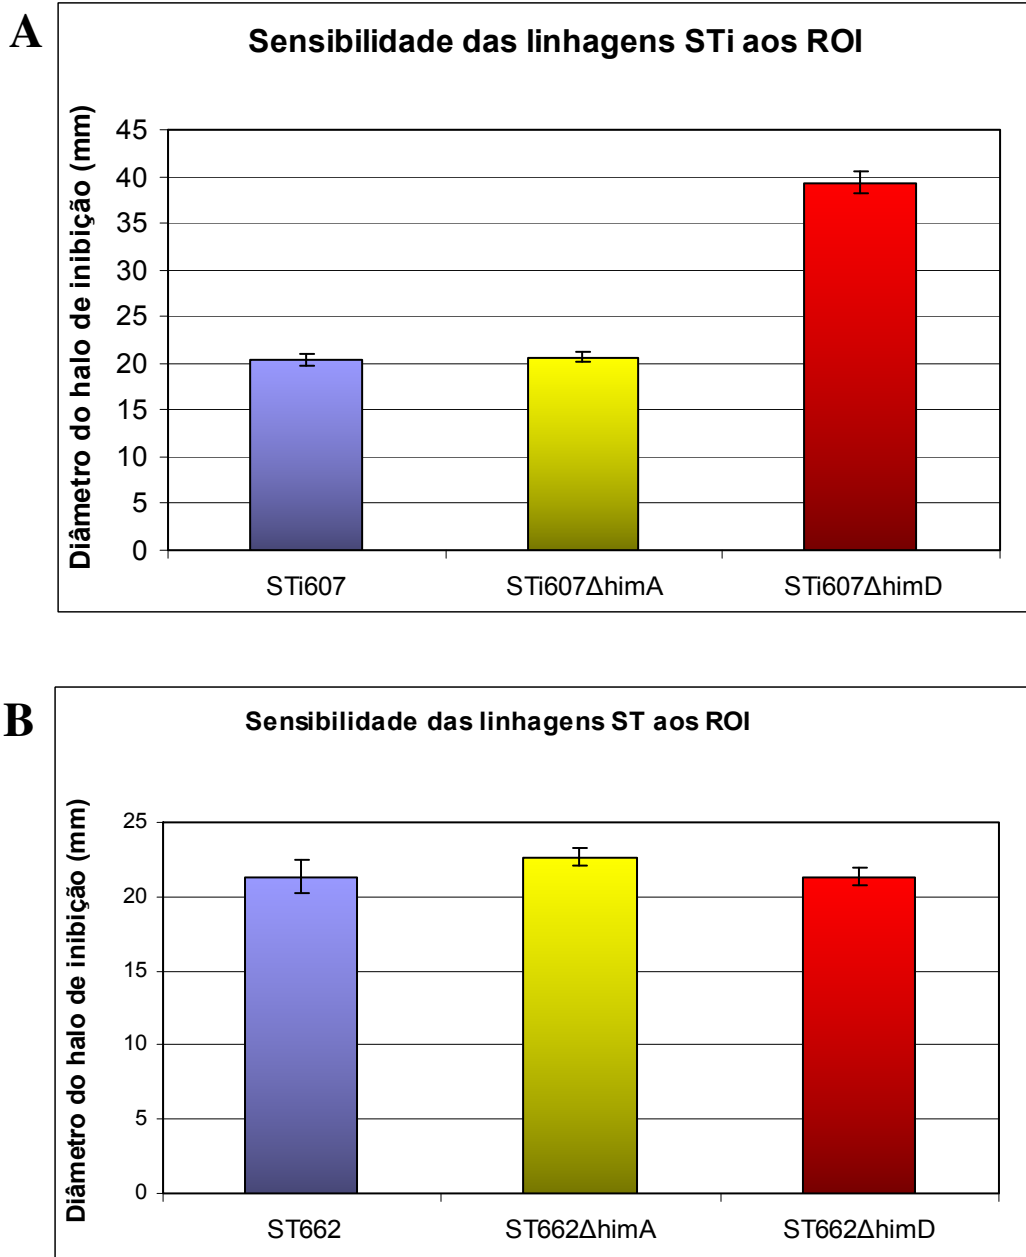 A
Sensibilidade das linhagens STi aos ROI
Diâmetro do halo de inibição (mm)
45
40
35
30
25
20
15
10
5
0
STi607 STi607ΔhimA STi607ΔhimD
B
Sensibilidade das linhagens ST aos ROI
Diâmetro do halo de inibição (mm)
25
20
15
10
5
0
ST662 ST662ΔhimA ST662ΔhimD